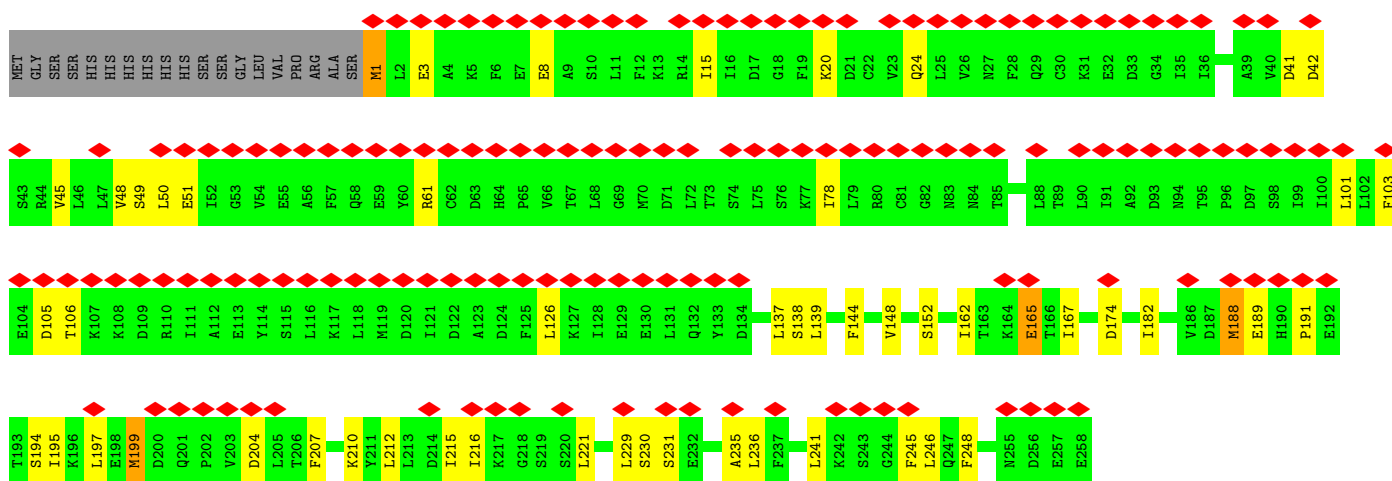 MET GLY SER SER HIS HIS HIS HIS HIS HIS SER SER GLY LEU VAL PRO ARG ALA SER M1 L2 E3 A4 K5 F6 E7 E8 A9 S10 L11 F12 K13 R14 I15 I16 D17 G18 F19 K20 D21 C22 V23 Q24 L25 V26 N27 F28 Q29 C30 K31 E32 D33 G34 I35 I36 A39 V40 D41 D42
S43 R44 V45 L46 L47 V48 S49 L50 E51 I52 G53 V54 E55 A56 F57 Q58 E59 Y60 R61 C62 D63 H64 P65 V66 T67 L68 G69 M70 D71 L72 T73 S74 L75 S76 K77 I78 L79 R80 C81 G82 N83 N84 T85 L88 T89 L90 I91 A92 D93 N94 T95 P96 D97 S98 I99 I100 L101 L102 F103
E104 D105 T106 K107 K108 D109 R110 I111 A112 E113 Y114 S115 L116 K117 L118 M119 D120 I121 D122 A123 D124 F125 L126 K127 I128 E129 E130 L131 Q132 Y133 D134 L137 S138 L139 F144 V148 S152 I162 T163 K164 E165 T166 I167 D174 I182 V186 D187 M188 E189 H190 P191 E192
T193 S194 I195 K196 L197 E198 M199 D200 Q201 P202 V203 D204 L205 T206 F207 K210 Y211 L212 L213 D214 I215 I216 K217 G218 S219 S220 L221 L229 S230 S231 E232 A235 L236 F237 L241 K242 S243 G244 F245 L246 Q247 F248 N255 D256 E257 E258